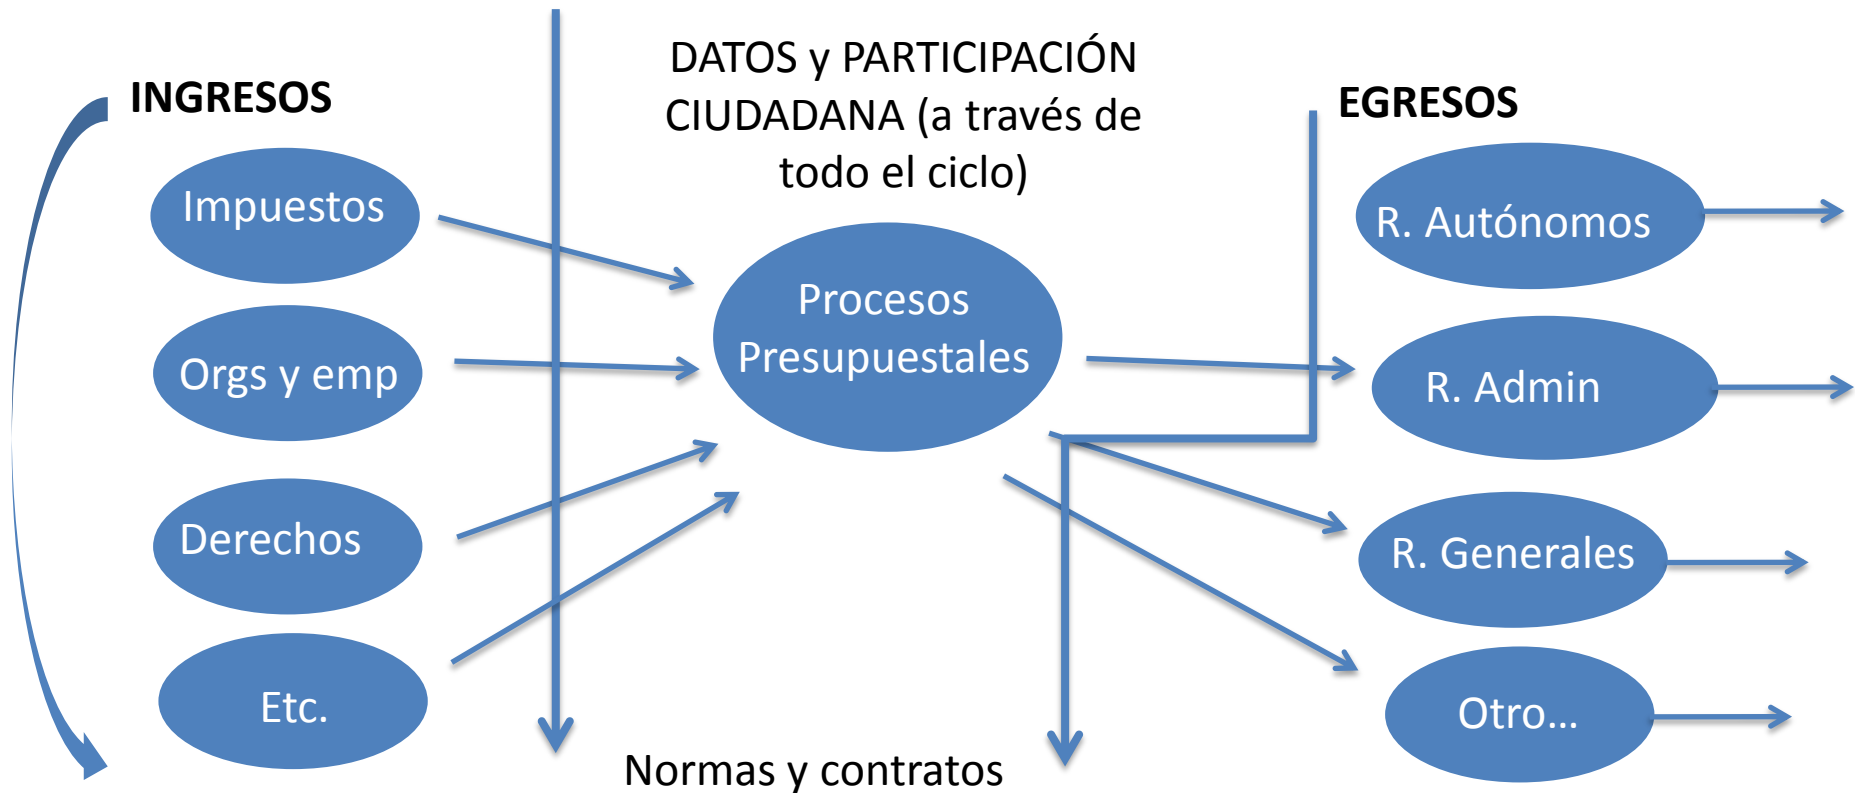 INGRESOS
Impuestos
Orgs y emp
Derechos
Etc.
DATOS y PARTICIPACIÓN
CIUDADANA (a través de
todo el ciclo)
Procesos
Presupuestales
Normas y contratos
EGRESOS
R. Autónomos
R. Admin
R. Generales
Otro...